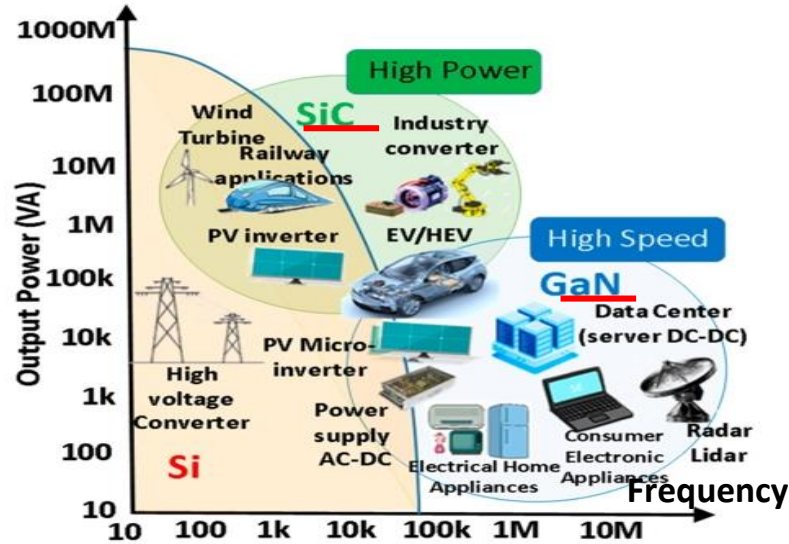 1000M
100M
10M
1M
100k
10k
1k
100
10
Output Power (VA)
High Power
SiC
Wind
Turbine
Railway
applications
Industry
converter
PV inverter
EV/HEV
High Speed
GaN
Data Center
(server DC-DC)
PV Micro-
inverter
High
voltage
Converter
Power
supply
AC-DC
Si
Electrical Home
Appliances
Consumer
Electronic
Appliances
Radar
Lidar
Frequency
10
100
1k
10k
100k
1M
10M